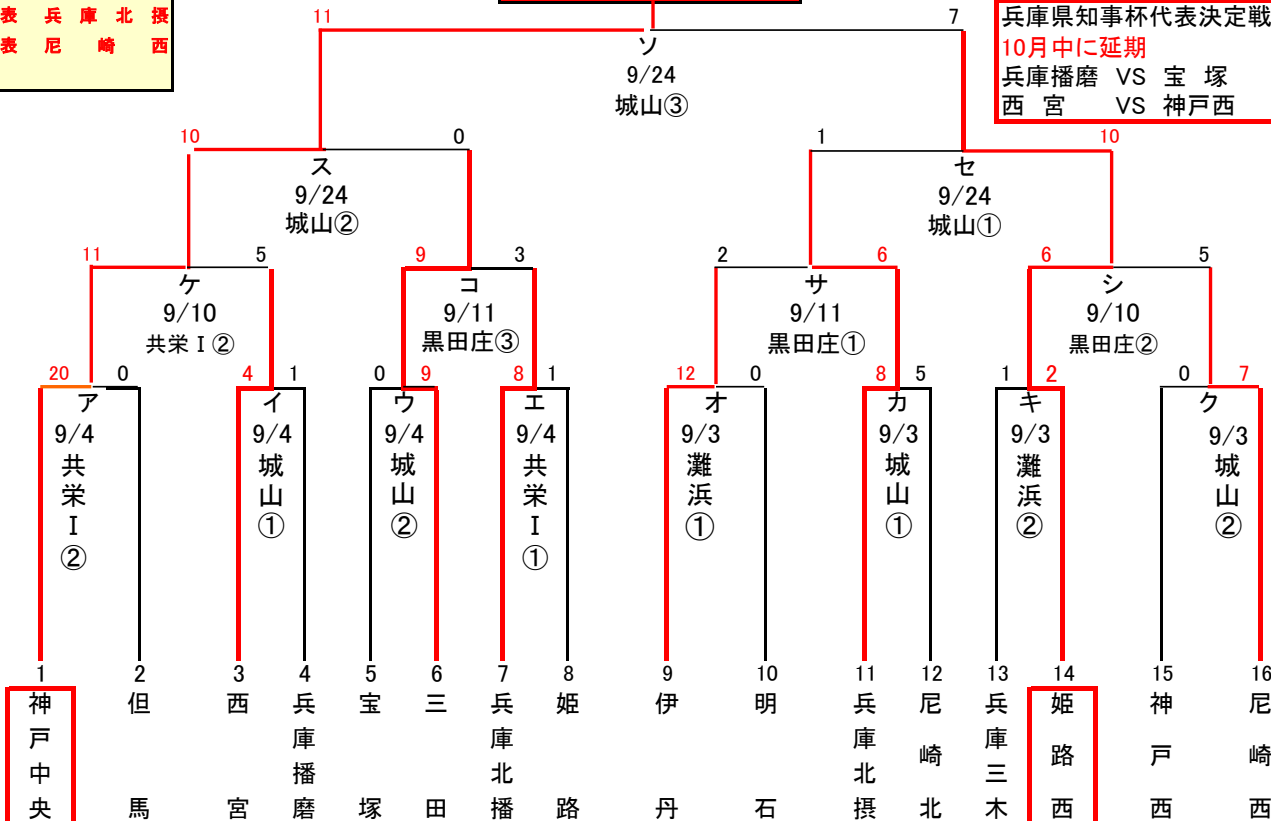 表 兵庫北摂
表 尼崎西
兵庫県知事杯代表決定戦
10月中に延期
兵庫播磨 VS 宝塚
西宮 VS 神戸西
11 7
ソ
9/24
城山③
10 0 1 10
ス セ
9/24 9/24
城山② 城山①
11 5 9 3 2 6 6 5
ケ コ サ シ
9/10 9/11 9/11 9/10
共栄Ⅰ② 黒田庄③ 黒田庄① 黒田庄②
20 0 4 1 0 9 8 1 12 0 8 5 1 2 0 7
ア イ ウ エ オ カ キ ク
9/4 9/4 9/4 9/4 9/3 9/3 9/3 9/3
共栄Ⅰ② 城山① 城山② 共栄Ⅰ① 灘浜① 城山① 灘浜② 城山②
1 2 3 4 5 6 7 8 9 10 11 12 13 14 15 16
神戸中央
但馬
西宮
兵庫播磨
宝塚
三田
兵庫北播
姫路
伊丹
明石
兵庫北摂
尼崎北
兵庫三木
姫路西
神戸西
尼崎西